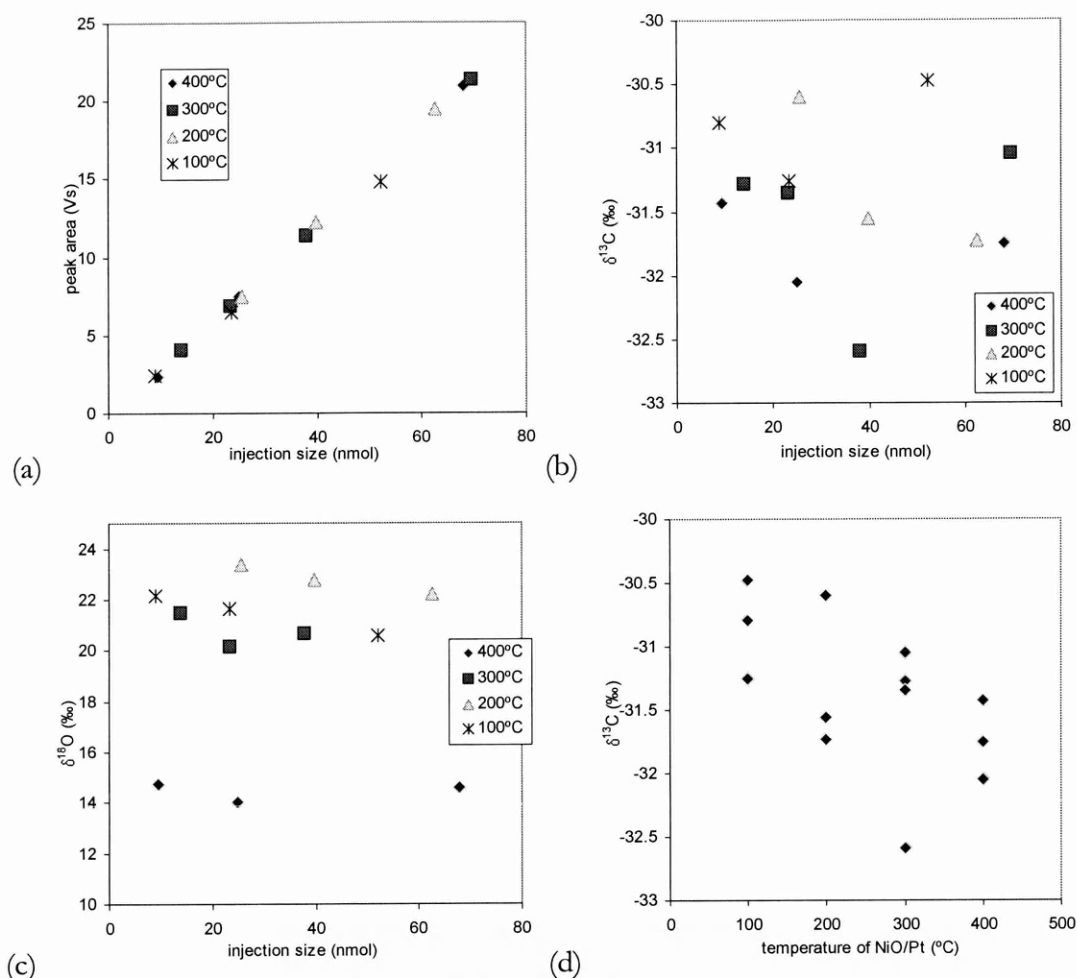 25
20
15
10
5
0
peak area (Vs)
400ºC
300ºC
200ºC
100ºC
0 20 40 60 80
injection size (nmol)
(a)
-30
-30.5
-31
-31.5
-32
-32.5
-33
δ¹³C (‰)
400ºC
300ºC
200ºC
100ºC
0 20 40 60 80
injection size (nmol)
(b)
24
22
20
18
16
14
12
10
δ¹⁸O (‰)
400ºC
300ºC
200ºC
100ºC
0 20 40 60 80
injection size (nmol)
(c)
-30
-30.5
-31
-31.5
-32
-32.5
-33
δ¹³C (‰)
0 100 200 300 400 500
temperature of NiO/Pt (ºC)
(d)